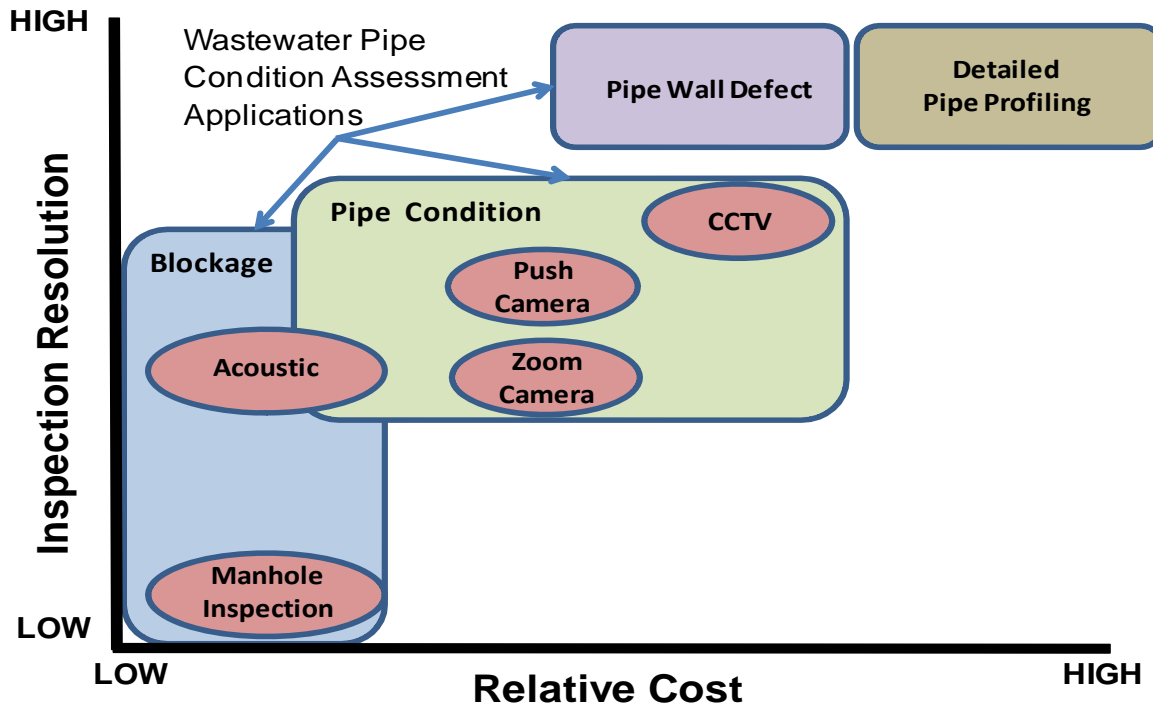 HIGH
Wastewater Pipe
Condition Assessment
Applications
Pipe Wall Defect
Detailed
Pipe Profiling
Inspection Resolution
Pipe Condition
CCTV
Blockage
Push
Camera
Acoustic
Zoom
Camera
Manhole
Inspection
LOW
LOW
Relative Cost
HIGH